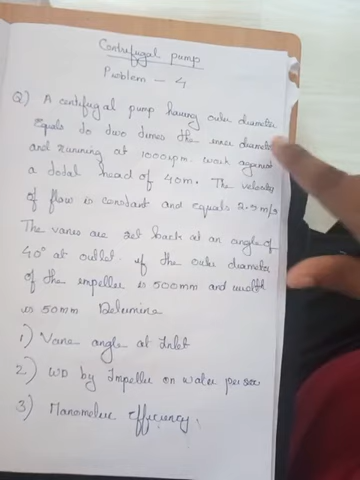 Centrifugal pump
Problem - 4
Q) A centifugal pump having outer diameter
equals to two times the inner diameter
and running at 1000rpm. work against
a total head of 40m. The velocity
of flow is constant and equals 2.5m/s
The vanes are set back at an angle of
40° at outlet. if the outer diameter
of the impeller is 500mm and width
is 50mm Determine
1) Vane angle at Inlet
2) WD by Impeller on water per sec
3) Manometric efficiency.